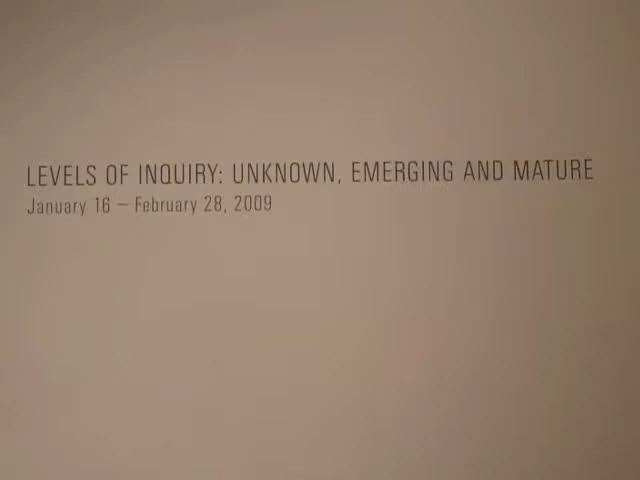 LEVELS OF INQUIRY: UNKNOWN, EMERGING AND MATURE
January 16 – February 28, 2009